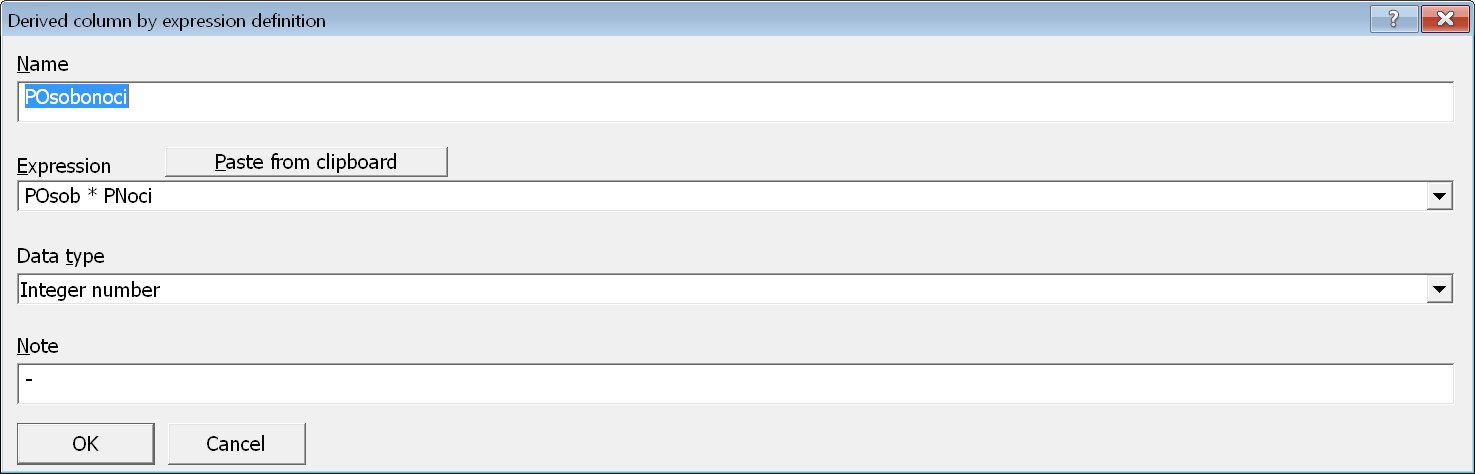 Derived column by expression definition
?
Name
POsobonoci
Expression
Paste from clipboard
POsob * PNoci
Data type
Integer number
Note
-
OK Cancel